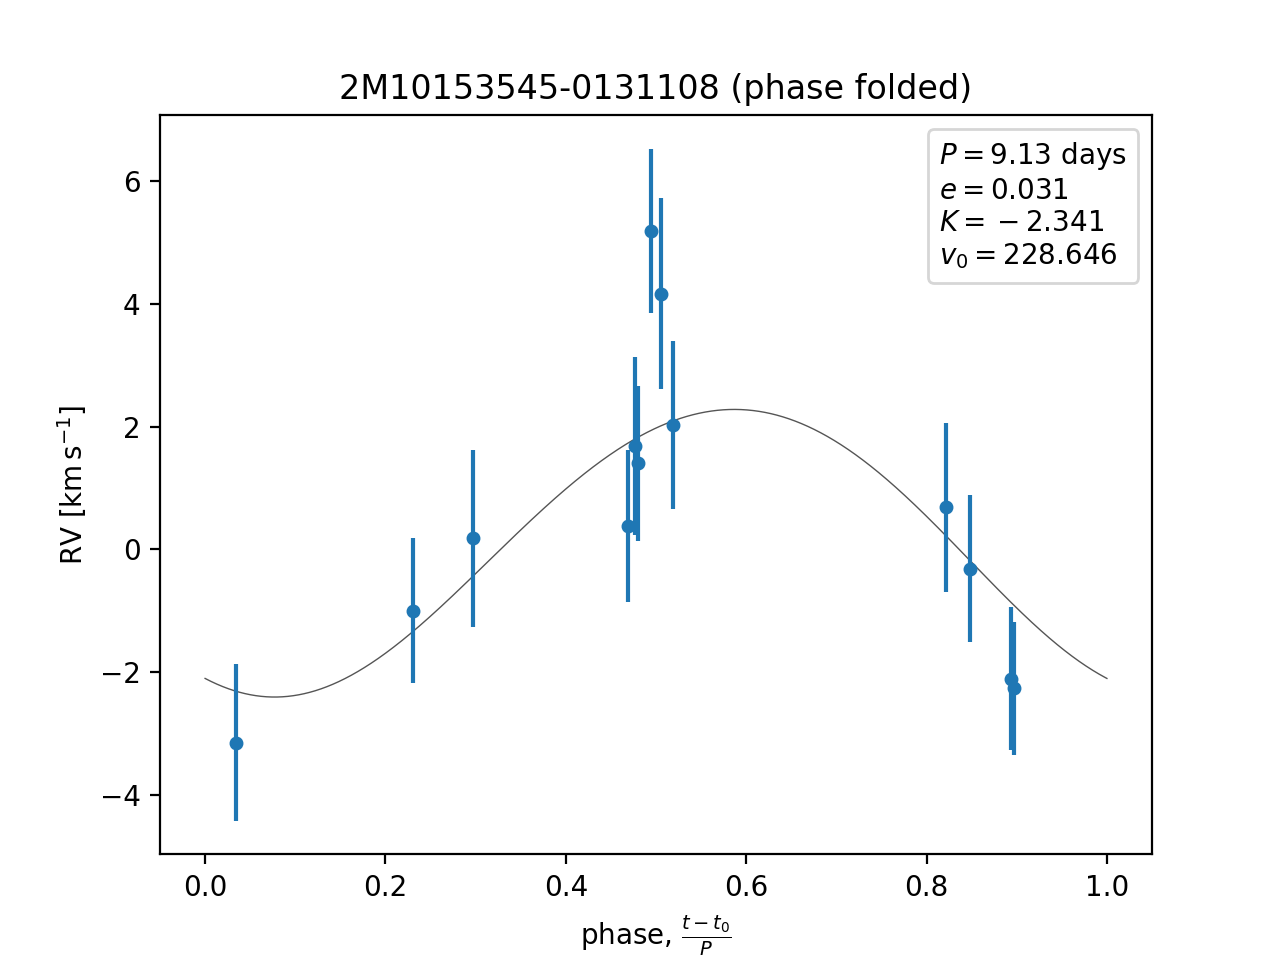 2M10153545-0131108 (phase folded)
P = 9.13 days
e = 0.031
K = −2.341
v₀ = 228.646
RV [km s⁻¹]
6
4
2
0
−2
−4
0.0 0.2 0.4 0.6 0.8 1.0
phase, (t − t₀)/P